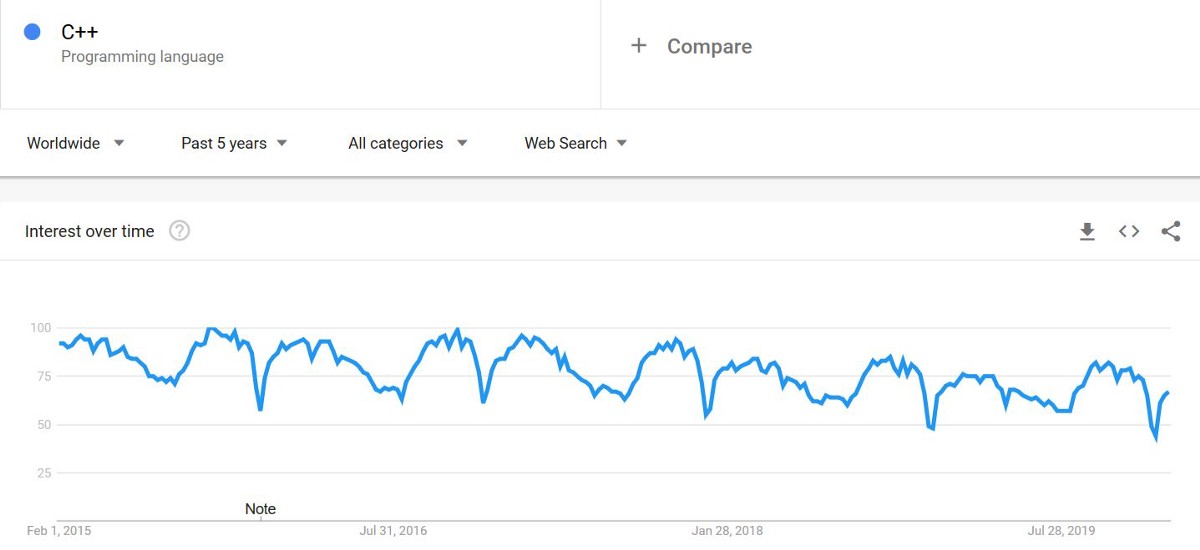 C++
Programming language
+ Compare
Worldwide Past 5 years All categories Web Search
Interest over time ?
100
75
50
25
Note
Feb 1, 2015 Jul 31, 2016 Jan 28, 2018 Jul 28, 2019